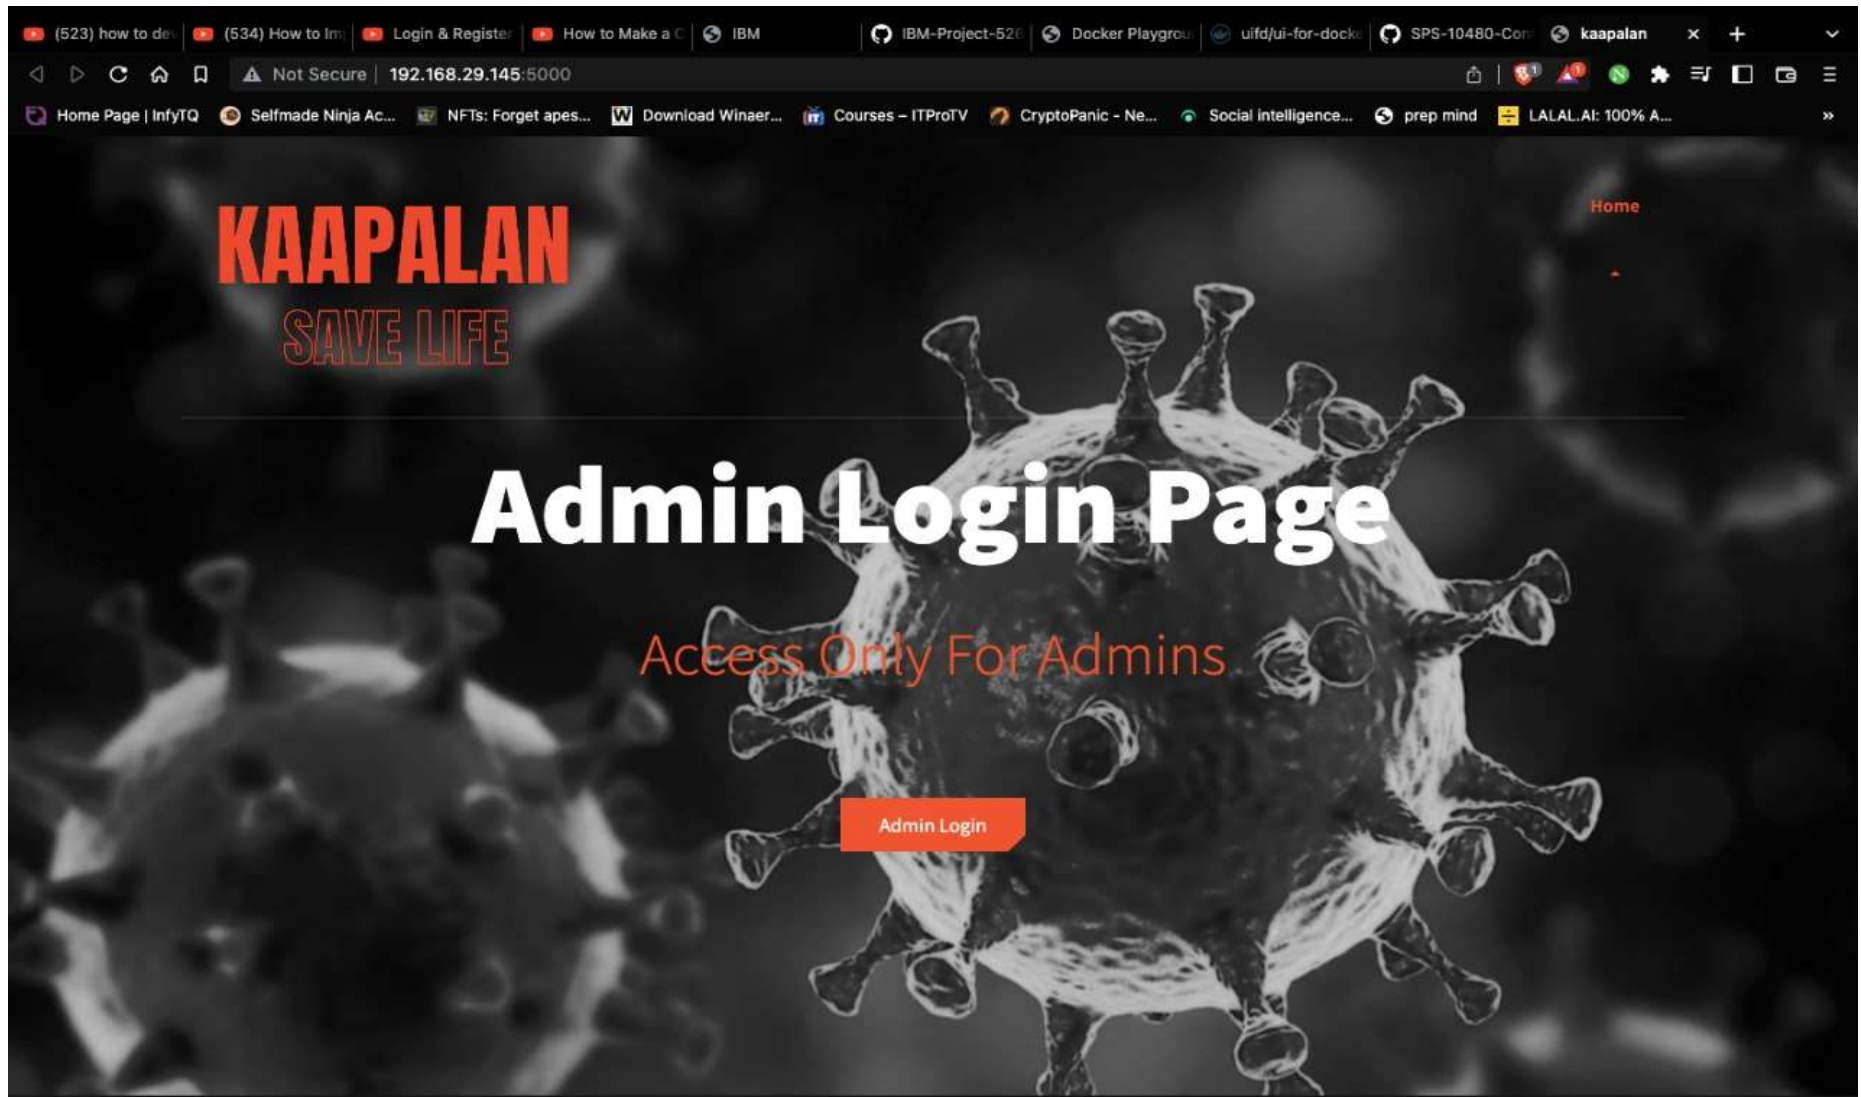 (523) how to de
(534) How to Im
Login & Register
How to Make a C
IBM
IBM-Project-526
Docker Playgrou
uifd/ui-for-docke
SPS-10480-Con
kaapalan
Not Secure
192.168.29.145:5000
Home Page | InfyTQ
Selfmade Ninja Ac...
NFTs: Forget apes...
Download Winaer...
Courses – ITProTV
CryptoPanic - Ne...
Social intelligence...
prep mind
LALAL.AI: 100% A...
KAAPALAN
SAVE LIFE
Home
Admin Login Page
Access Only For Admins
Admin Login